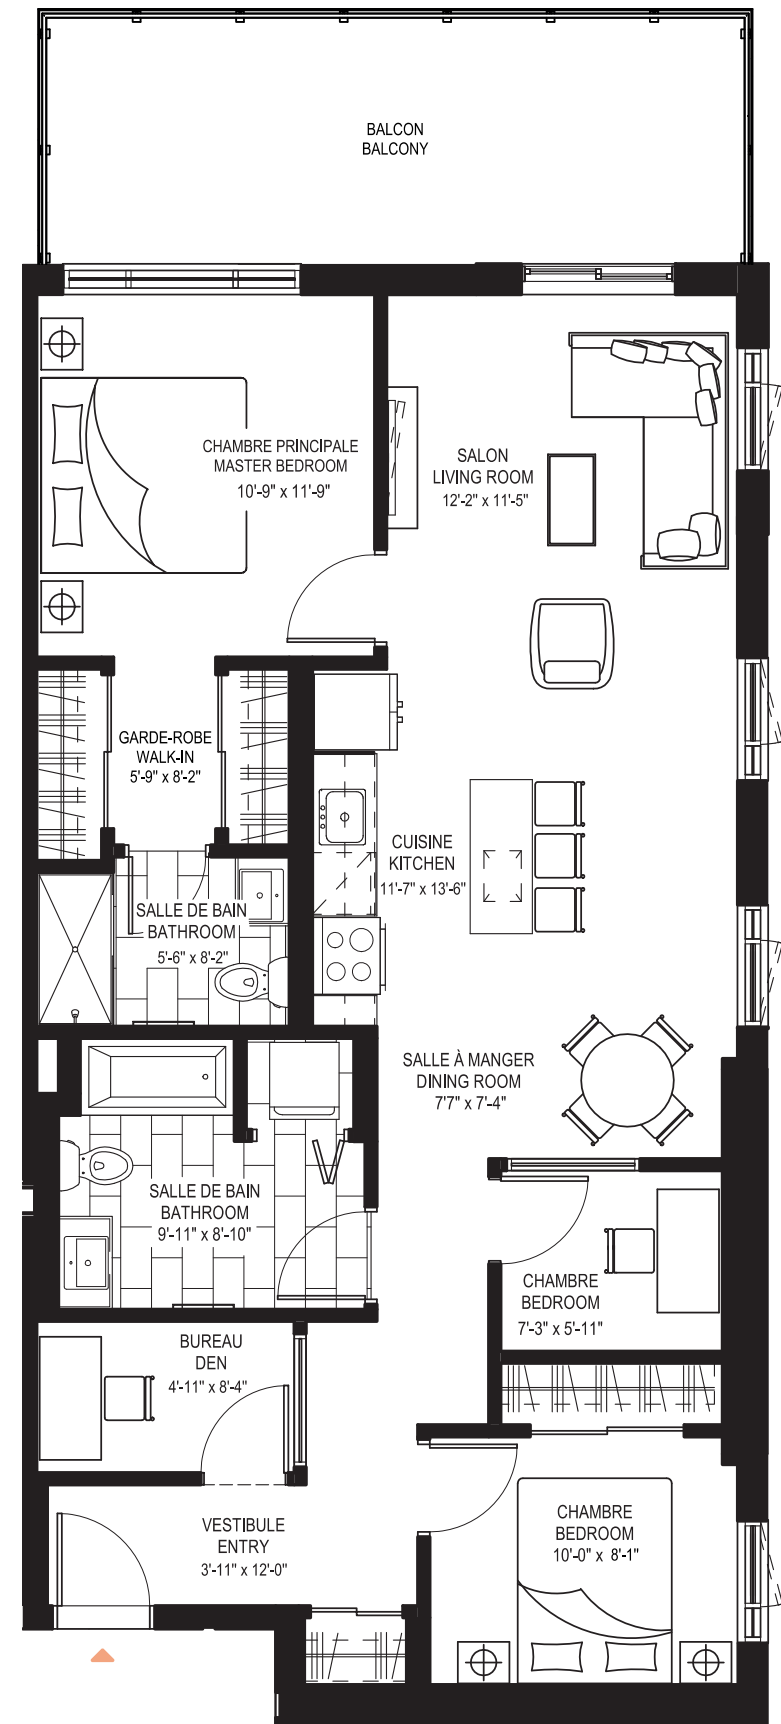 BALCON
BALCONY
CHAMBRE PRINCIPALE
MASTER BEDROOM
10'-9" x 11'-9"
SALON
LIVING ROOM
12'-2" x 11'-5"
GARDE-ROBE
WALK-IN
5'-9" x 8'-2"
CUISINE
KITCHEN
11'-7" x 13'-6"
SALLE DE BAIN
BATHROOM
5'-6" x 8'-2"
SALLE À MANGER
DINING ROOM
7'7" x 7'-4"
SALLE DE BAIN
BATHROOM
9'-11" x 8'-10"
CHAMBRE
BEDROOM
7'-3" x 5'-11"
BUREAU
DEN
4'-11" x 8'-4"
VESTIBULE
ENTRY
3'-11" x 12'-0"
CHAMBRE
BEDROOM
10'-0" x 8'-1"